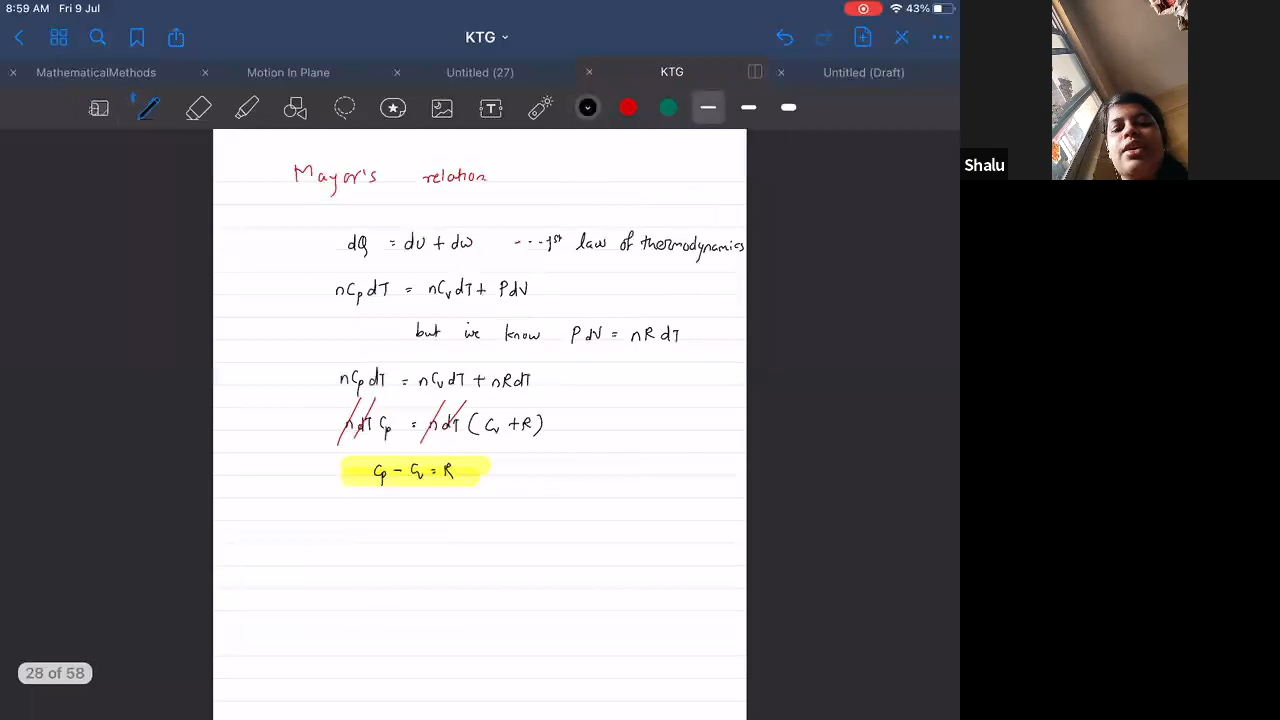 8:59 AM Fri 9 Jul 43%
KTG
MathematicalMethods Motion In Plane Untitled (27) KTG Untitled (Draft)
Mayor's relation
dQ = dU + dW ---1st law of thermodynamics
nCpdT = nCvdT + PdV
but we know PdV = nRdT
nCpdT = nCvdT + nRdT
ndT Cp = ndT (Cv + R)
Cp - Cv = R
28 of 58
Shalu